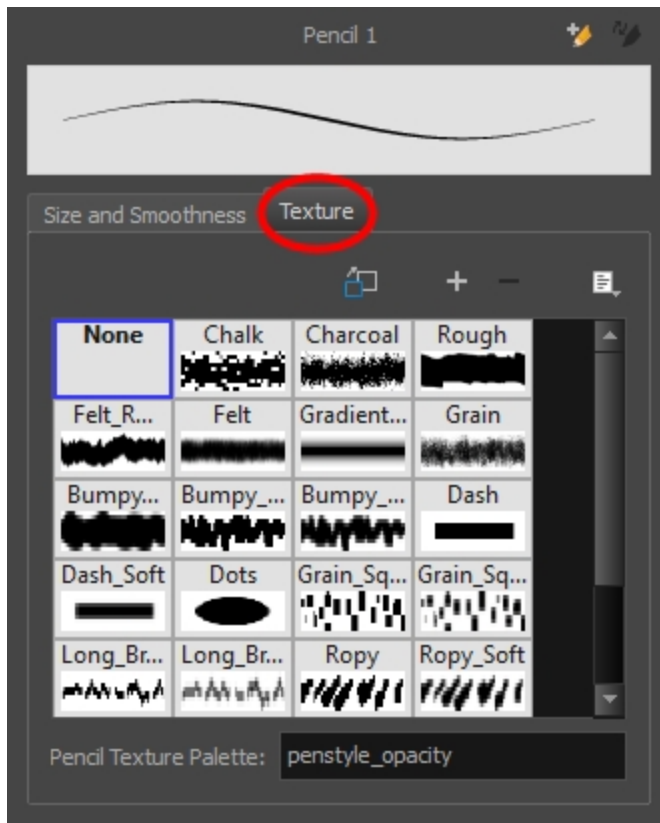 Pencil 1
Size and Smoothness Texture
None Chalk Charcoal Rough
Felt_R... Felt Gradient... Grain
Bumpy... Bumpy_... Bumpy_... Dash
Dash_Soft Dots Grain_Sq... Grain_Sq...
Long_Br... Long_Br... Ropy Ropy_Soft
Pencil Texture Palette: penstyle_opacity